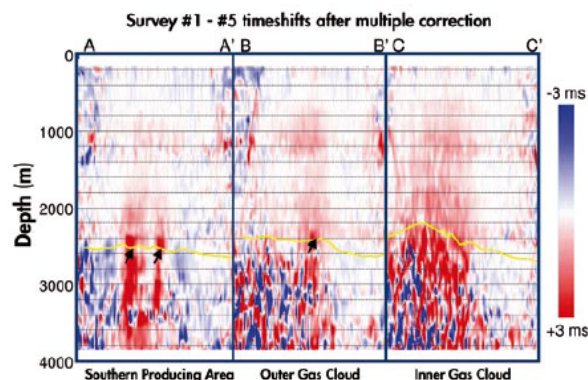 Survey #1 - #5 timeshifts after multiple correction
A A' B B' C C'
0
1000
2000
3000
4000
Depth (m)
-3 ms
+3 ms
Southern Producing Area Outer Gas Cloud Inner Gas Cloud